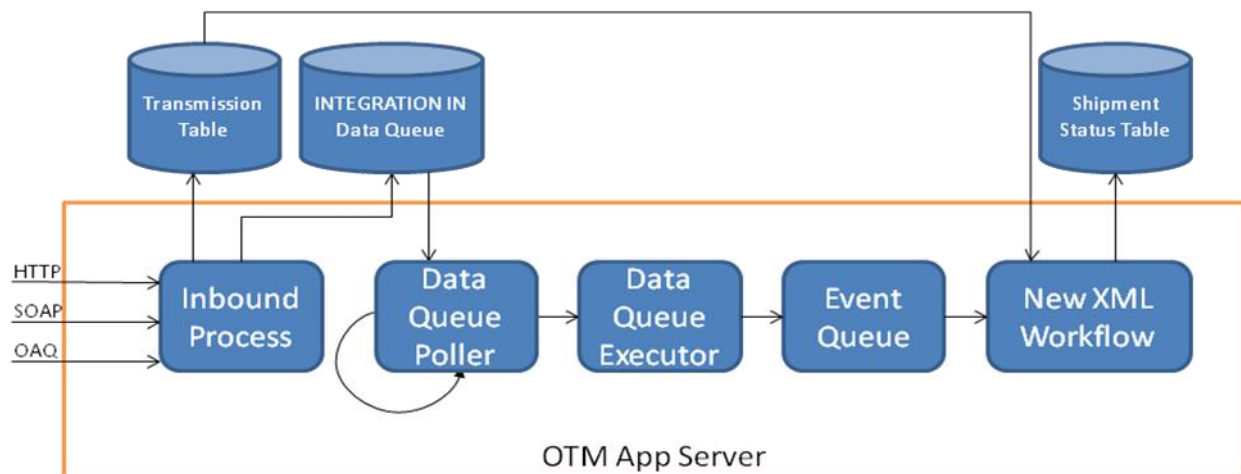 Transmission
Table
INTEGRATION IN
Data Queue
Shipment
Status Table
HTTP
SOAP
OAQ
Inbound
Process
Data
Queue
Poller
Data
Queue
Executor
Event
Queue
New XML
Workflow
OTM App Server